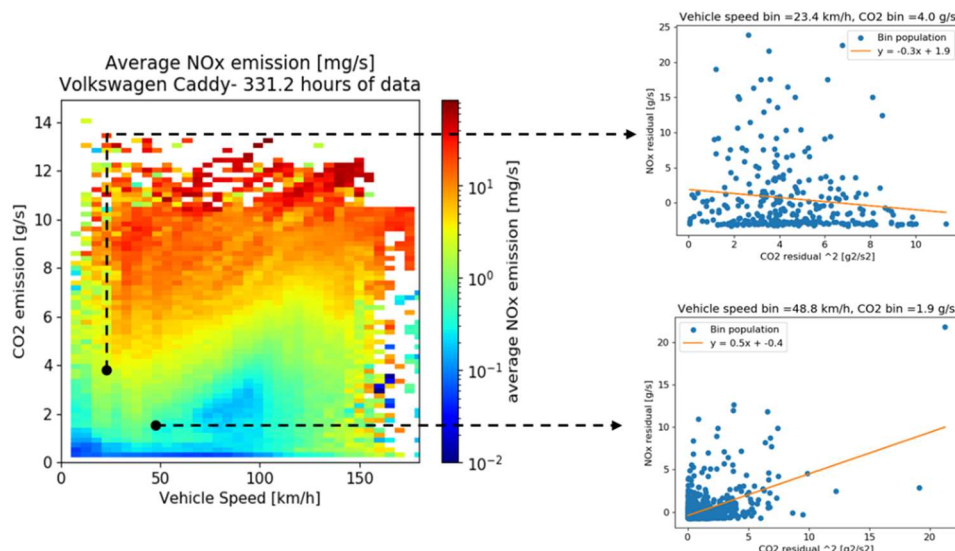 Average NOx emission [mg/s]
Volkswagen Caddy- 331.2 hours of data
14
12
10
8
6
4
2
0
CO2 emission [g/s]
0 50 100 150
Vehicle Speed [km/h]
10^1
10^0
10^-1
10^-2
average NOx emission [mg/s]
Vehicle speed bin =23.4 km/h, CO2 bin =4.0 g/s
Bin population
y = -0.3x + 1.9
25
20
15
10
5
0
NOx residual [g/s]
0 2 4 6 8 10
CO2 residual ^2 [g2/s2]
Vehicle speed bin =48.8 km/h, CO2 bin =1.9 g/s
Bin population
y = 0.5x + -0.4
20
15
10
5
0
NOx residual [g/s]
0 5 10 15 20
CO2 residual ^2 [g2/s2]